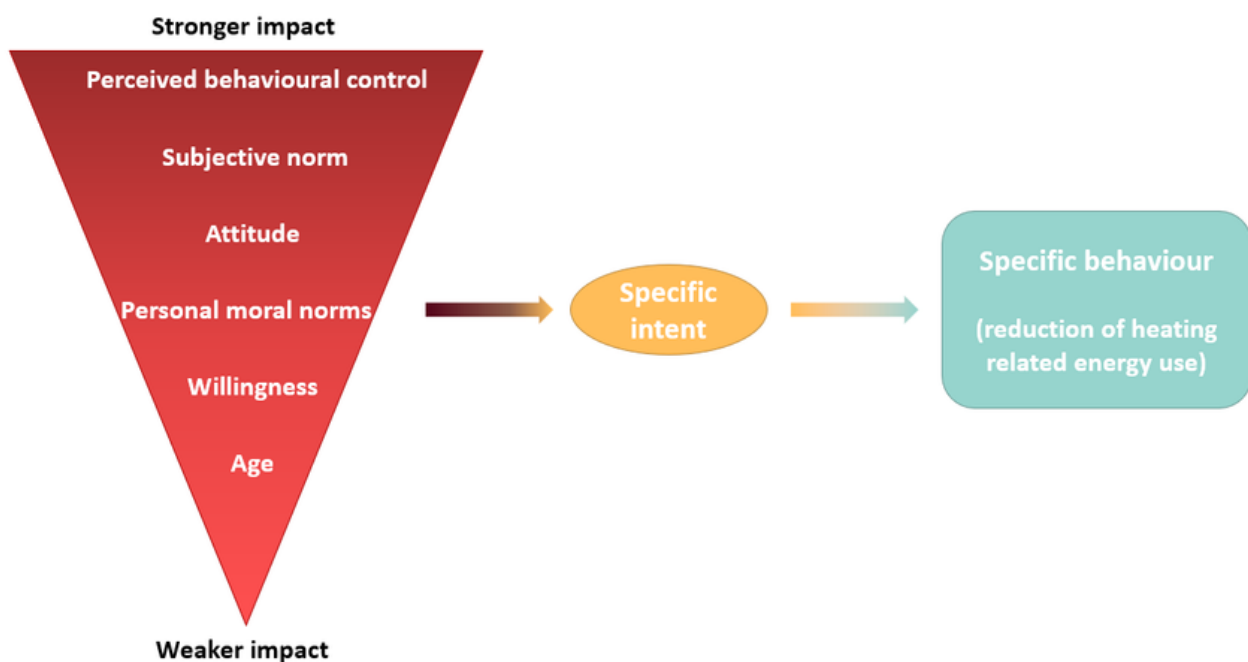 Stronger impact
Perceived behavioural control
Subjective norm
Attitude
Personal moral norms
Willingness
Age
Weaker impact
Specific
intent
Specific behaviour
(reduction of heating
related energy use)